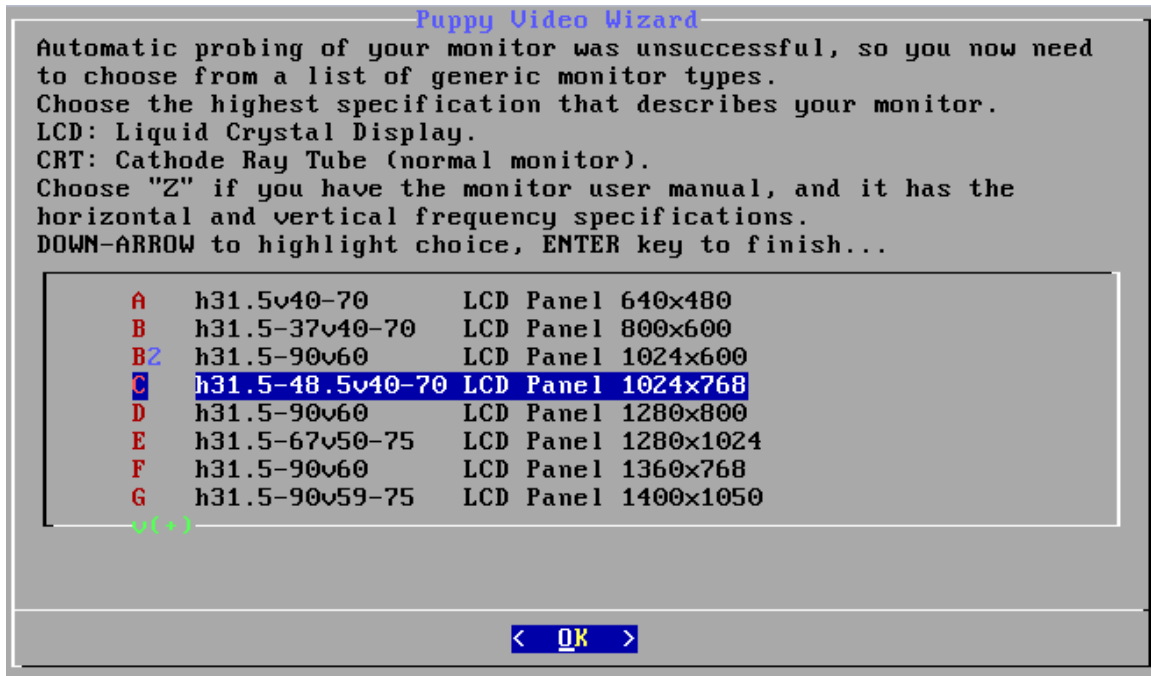 Puppy Video Wizard
Automatic probing of your monitor was unsuccessful, so you now need
to choose from a list of generic monitor types.
Choose the highest specification that describes your monitor.
LCD: Liquid Crystal Display.
CRT: Cathode Ray Tube (normal monitor).
Choose "Z" if you have the monitor user manual, and it has the
horizontal and vertical frequency specifications.
DOWN-ARROW to highlight choice, ENTER key to finish...
A h31.5v40-70 LCD Panel 640x480
B h31.5-37v40-70 LCD Panel 800x600
B2 h31.5-90v60 LCD Panel 1024x600
C h31.5-48.5v40-70 LCD Panel 1024x768
D h31.5-90v60 LCD Panel 1280x800
E h31.5-67v50-75 LCD Panel 1280x1024
F h31.5-90v60 LCD Panel 1360x768
G h31.5-90v59-75 LCD Panel 1400x1050
v(+)
< OK >